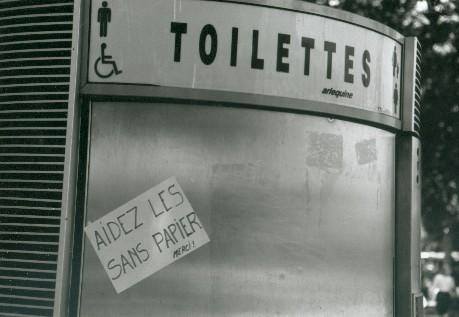 TOILETTES
arlequine
AIDEZ LES
SANS PAPIER
MERCI!